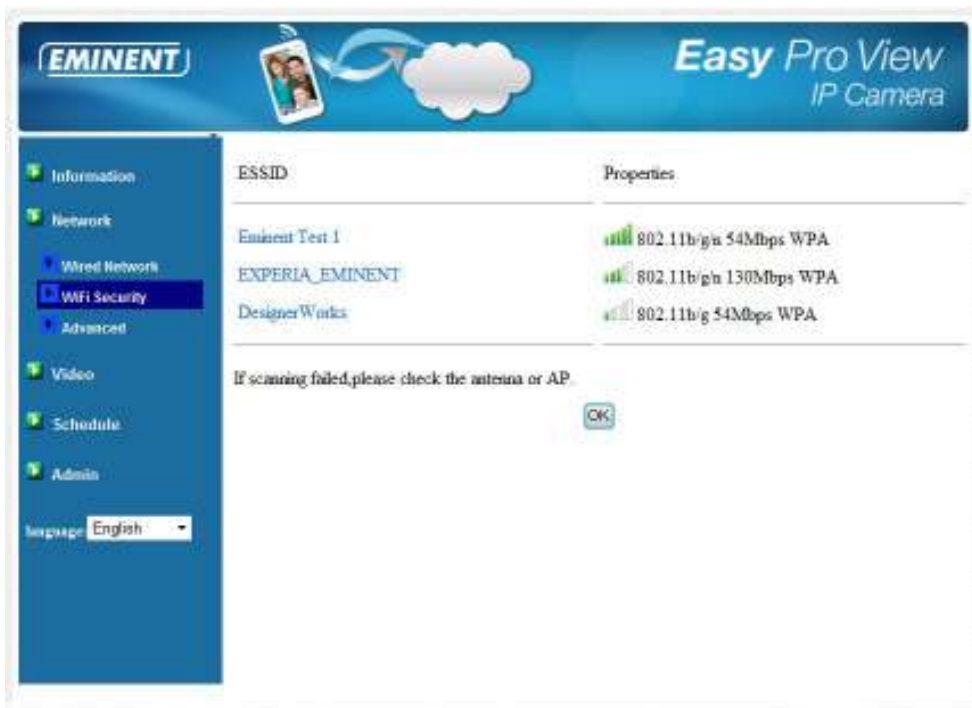 EMINENT
Easy Pro View
IP Camera
Information
Network
Wired Network
WiFi Security
Advanced
Video
Schedule
Admin
language English
ESSID Properties
Eminent Test 1 802.11b/g/n 54Mbps WPA
EXPERIA_EMINENT 802.11b/g/n 130Mbps WPA
DesignerWorks 802.11b/g 54Mbps WPA
If scanning failed,please check the antenna or AP.
OK